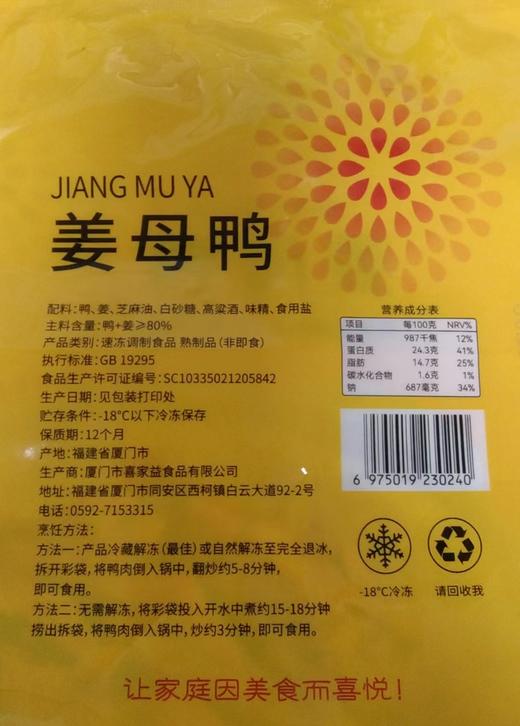 JIANG MU YA
姜母鸭
配料：鸭、姜、芝麻油、白砂糖、高粱酒、味精、食用盐
主料含量：鸭+姜≥80%
产品类别：速冻调制食品 熟制品（非即食）
执行标准：GB 19295
食品生产许可证编号：SC10335021205842
生产日期：见包装打印处
贮存条件：-18℃以下冷冻保存
保质期：12个月
产地：福建省厦门市
生产商：厦门市喜家益食品有限公司
地址：福建省厦门市同安区西柯镇白云大道92-2号
电话：0592-7153315
烹饪方法：
方法一：产品冷藏解冻（最佳）或自然解冻至完全退冰，
拆开彩袋，将鸭肉倒入锅中，翻炒约5-8分钟，
即可食用。
方法二：无需解冻，将彩袋投入开水中煮约15-18分钟
捞出拆袋，将鸭肉倒入锅中，炒约3分钟，即可食用。
营养成分表
项目 每100克 NRV%
能量 987千焦 12%
蛋白质 24.3克 41%
脂肪 14.7克 25%
碳水化合物 1.6克 1%
钠 687毫克 34%
6 975019 230240
-18℃冷冻 请回收我
让家庭因美食而喜悦！